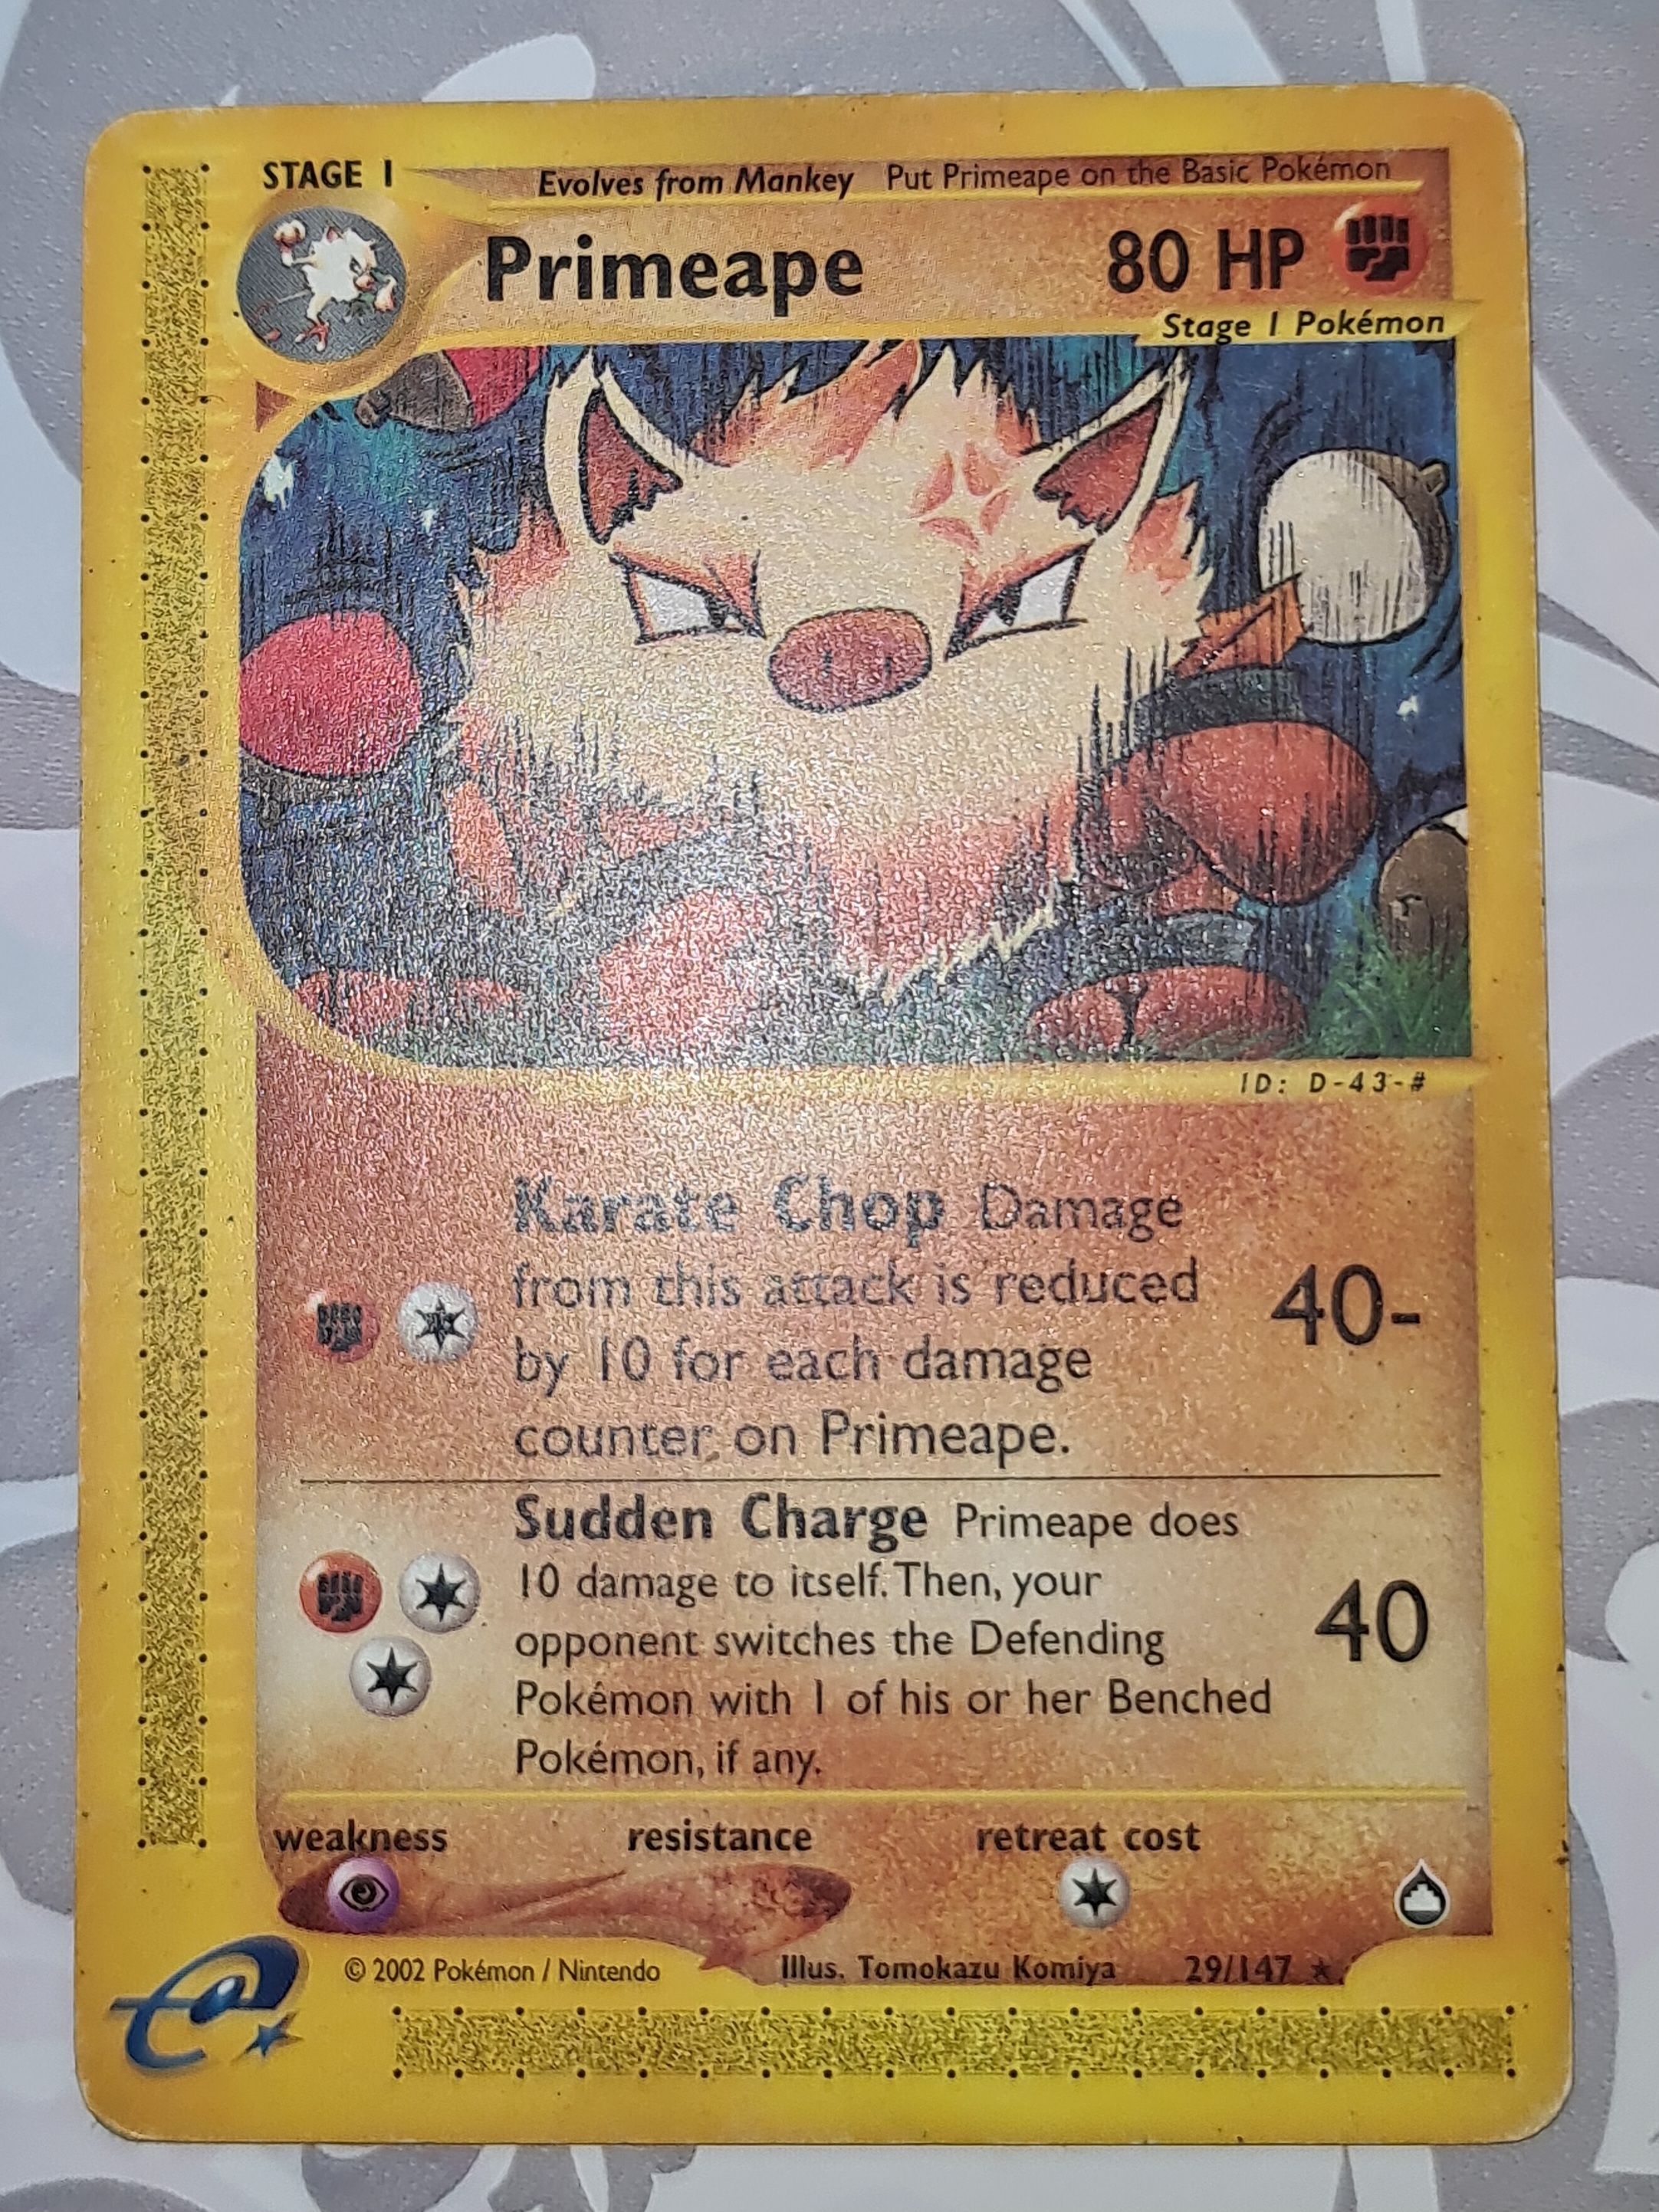 STAGE 1
Evolves from Mankey Put Primeape on the Basic Pokémon
Primeape 80 HP
Stage 1 Pokémon
ID: D-43-#
Karate Chop Damage
from this attack is reduced
by 10 for each damage
counter on Primeape.
40-
Sudden Charge Primeape does
10 damage to itself. Then, your
opponent switches the Defending
Pokémon with 1 of his or her Benched
Pokémon, if any.
40
weakness resistance retreat cost
© 2002 Pokémon / Nintendo Illus. Tomokazu Komiya 29/147 ★
e